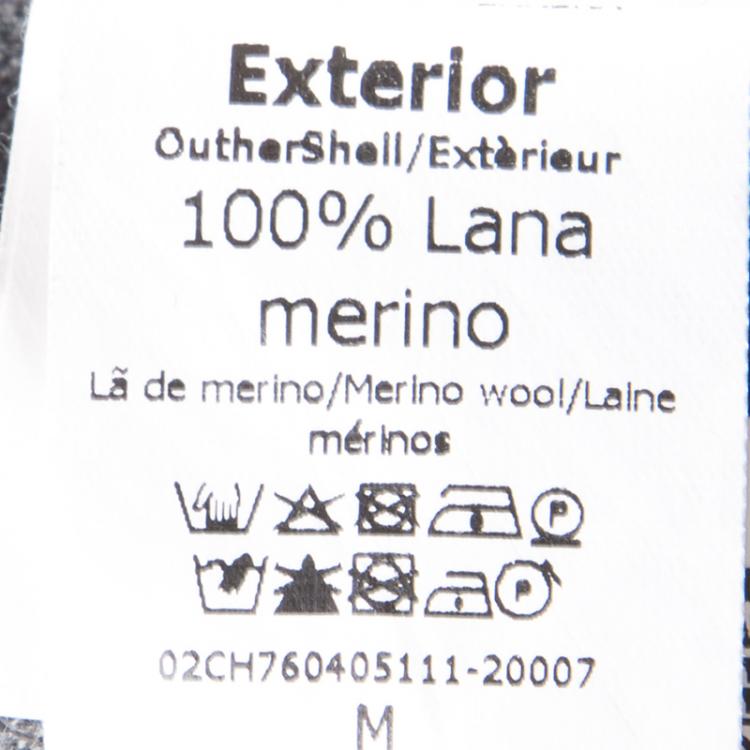 Exterior
OutherShell/Extèrieur
100% Lana
merino
Lã de merino/Merino wool/Laine
mérinos
P
P
02CH760405111-20007
M